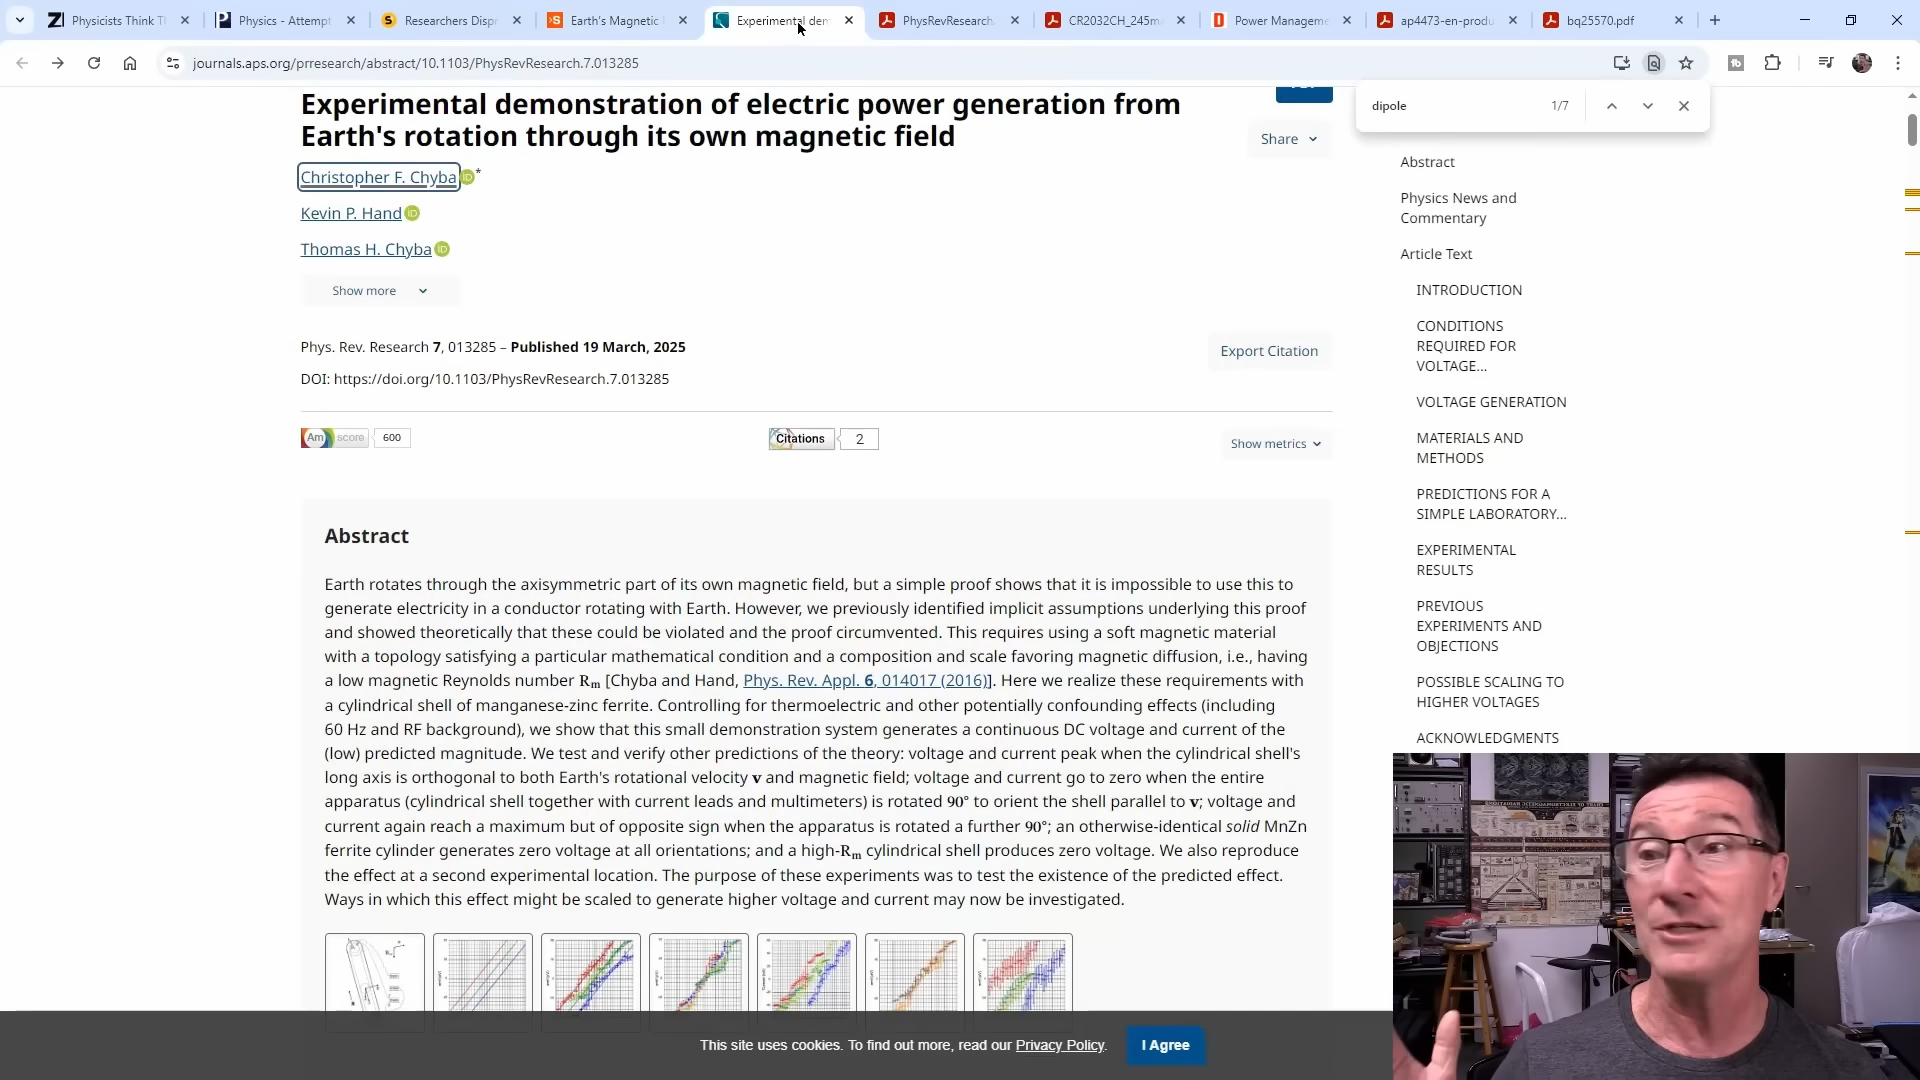 Physicists Think T
Physics - Attempt
Researchers Disp
Earth's Magnetic
Experimental dem
PhysRevResearch.
CR2032CH_245m
Power Manageme
ap4473-en-produ
bq25570.pdf
journals.aps.org/prresearch/abstract/10.1103/PhysRevResearch.7.013285
dipole
1/7
Experimental demonstration of electric power generation from
Earth's rotation through its own magnetic field
Share
Christopher F. Chyba iD *
Kevin P. Hand iD
Thomas H. Chyba iD
Show more
Phys. Rev. Research 7, 013285 – Published 19 March, 2025
Export Citation
DOI: https://doi.org/10.1103/PhysRevResearch.7.013285
Am score 600
Citations 2
Show metrics
Abstract
Earth rotates through the axisymmetric part of its own magnetic field, but a simple proof shows that it is impossible to use this to
generate electricity in a conductor rotating with Earth. However, we previously identified implicit assumptions underlying this proof
and showed theoretically that these could be violated and the proof circumvented. This requires using a soft magnetic material
with a topology satisfying a particular mathematical condition and a composition and scale favoring magnetic diffusion, i.e., having
a low magnetic Reynolds number Rm [Chyba and Hand, Phys. Rev. Appl. 6, 014017 (2016)]. Here we realize these requirements with
a cylindrical shell of manganese-zinc ferrite. Controlling for thermoelectric and other potentially confounding effects (including
60 Hz and RF background), we show that this small demonstration system generates a continuous DC voltage and current of the
(low) predicted magnitude. We test and verify other predictions of the theory: voltage and current peak when the cylindrical shell's
long axis is orthogonal to both Earth's rotational velocity v and magnetic field; voltage and current go to zero when the entire
apparatus (cylindrical shell together with current leads and multimeters) is rotated 90° to orient the shell parallel to v; voltage and
current again reach a maximum but of opposite sign when the apparatus is rotated a further 90°; an otherwise-identical solid MnZn
ferrite cylinder generates zero voltage at all orientations; and a high-Rm cylindrical shell produces zero voltage. We also reproduce
the effect at a second experimental location. The purpose of these experiments was to test the existence of the predicted effect.
Ways in which this effect might be scaled to generate higher voltage and current may now be investigated.
Abstract
Physics News and
Commentary
Article Text
INTRODUCTION
CONDITIONS
REQUIRED FOR
VOLTAGE...
VOLTAGE GENERATION
MATERIALS AND
METHODS
PREDICTIONS FOR A
SIMPLE LABORATORY...
EXPERIMENTAL
RESULTS
PREVIOUS
EXPERIMENTS AND
OBJECTIONS
POSSIBLE SCALING TO
HIGHER VOLTAGES
ACKNOWLEDGMENTS
This site uses cookies. To find out more, read our Privacy Policy.
I Agree